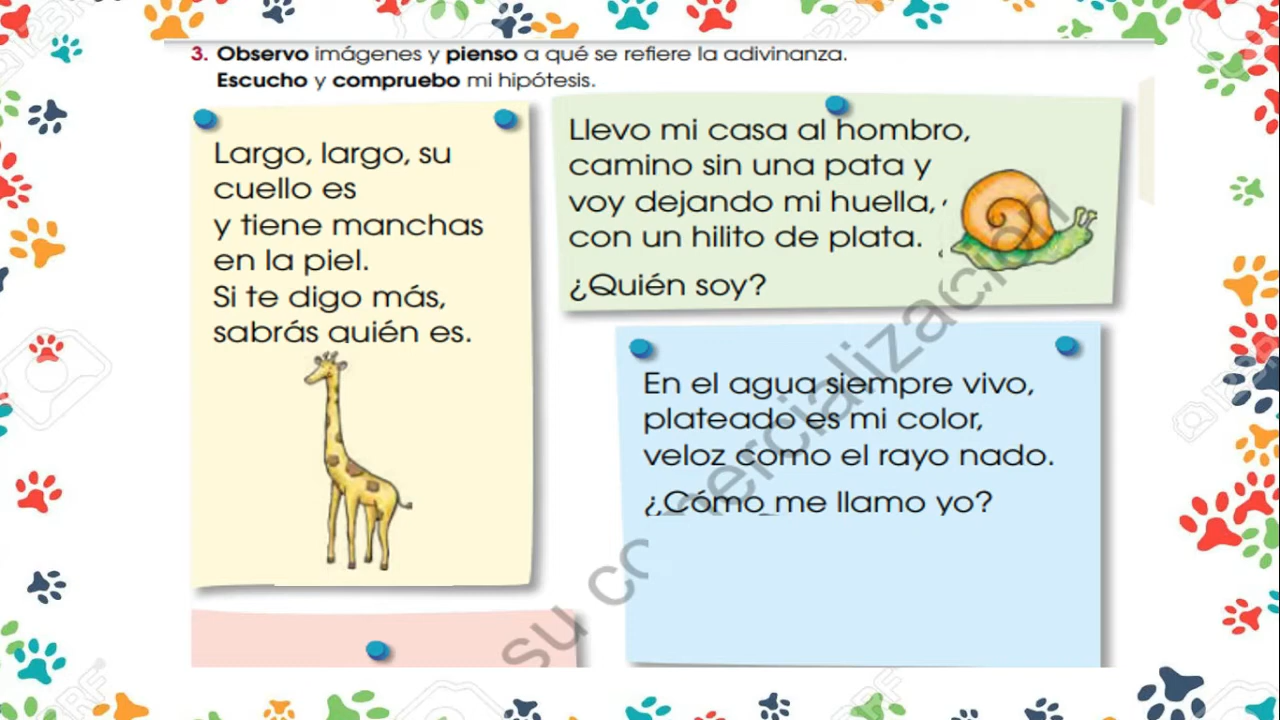 3. Observo imágenes y pienso a qué se refiere la adivinanza.
Escucho y compruebo mi hipótesis.
Largo, largo, su
cuello es
y tiene manchas
en la piel.
Si te digo más,
sabrás quién es.
Llevo mi casa al hombro,
camino sin una pata y
voy dejando mi huella,
con un hilito de plata.
¿Quién soy?
En el agua siempre vivo,
plateado es mi color,
veloz como el rayo nado.
¿Cómo me llamo yo?
su co mercialización